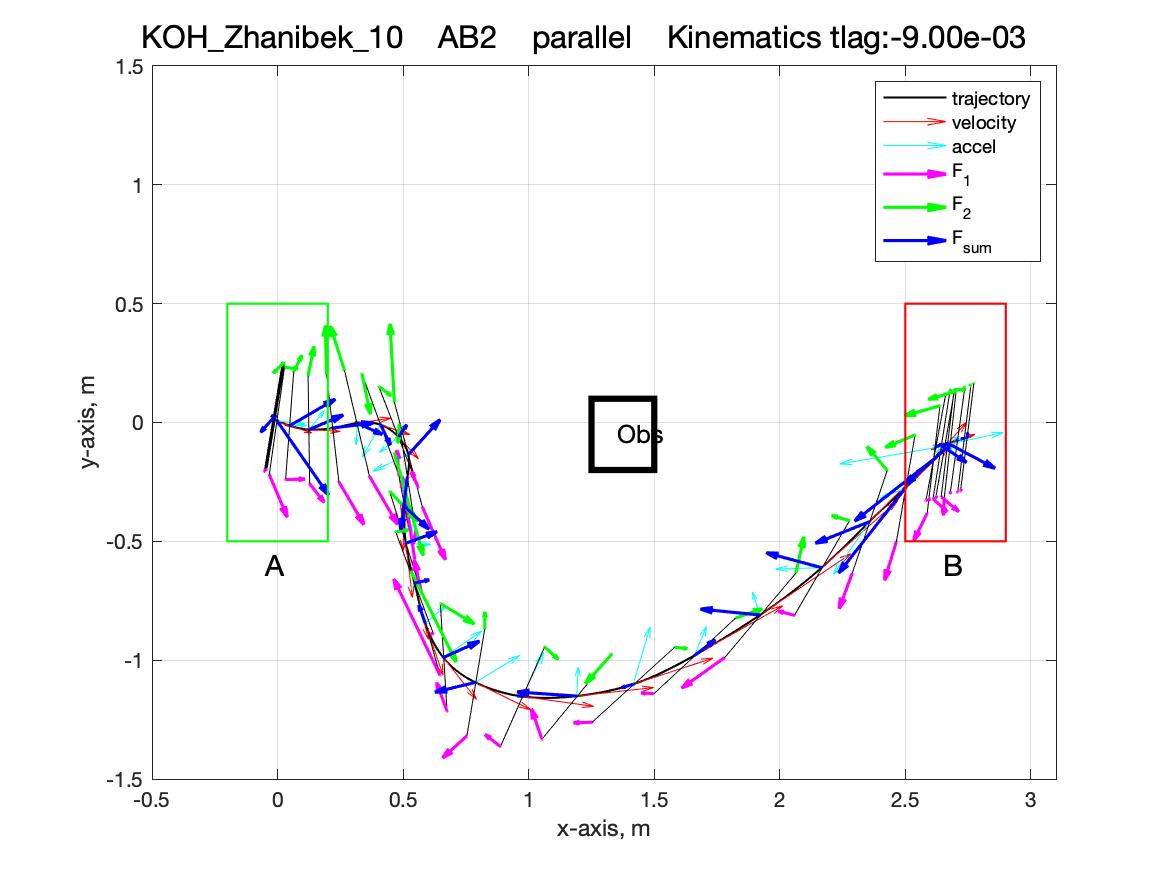 KOH_Zhanibek_10 AB2 parallel Kinematics tlag:-9.00e-03
1.5
trajectory
velocity
accel
F1
F2
Fsum
1
0.5
0
Obs
y-axis, m
-0.5
A
B
-1
-1.5
-0.5 0 0.5 1 1.5 2 2.5 3
x-axis, m